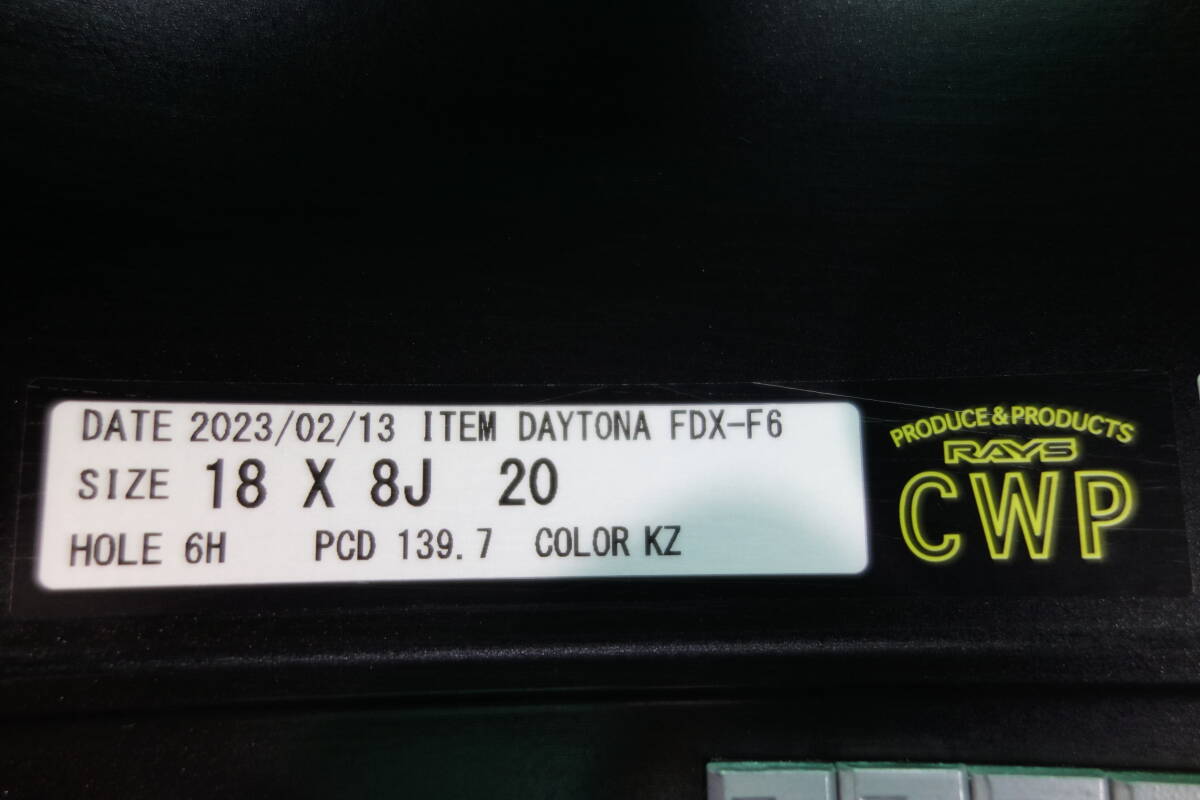 DATE 2023/02/13 ITEM DAYTONA FDX-F6
SIZE 18 X 8J 20
HOLE 6H PCD 139.7 COLOR KZ
PRODUCE & PRODUCTS
RAYS
CWP